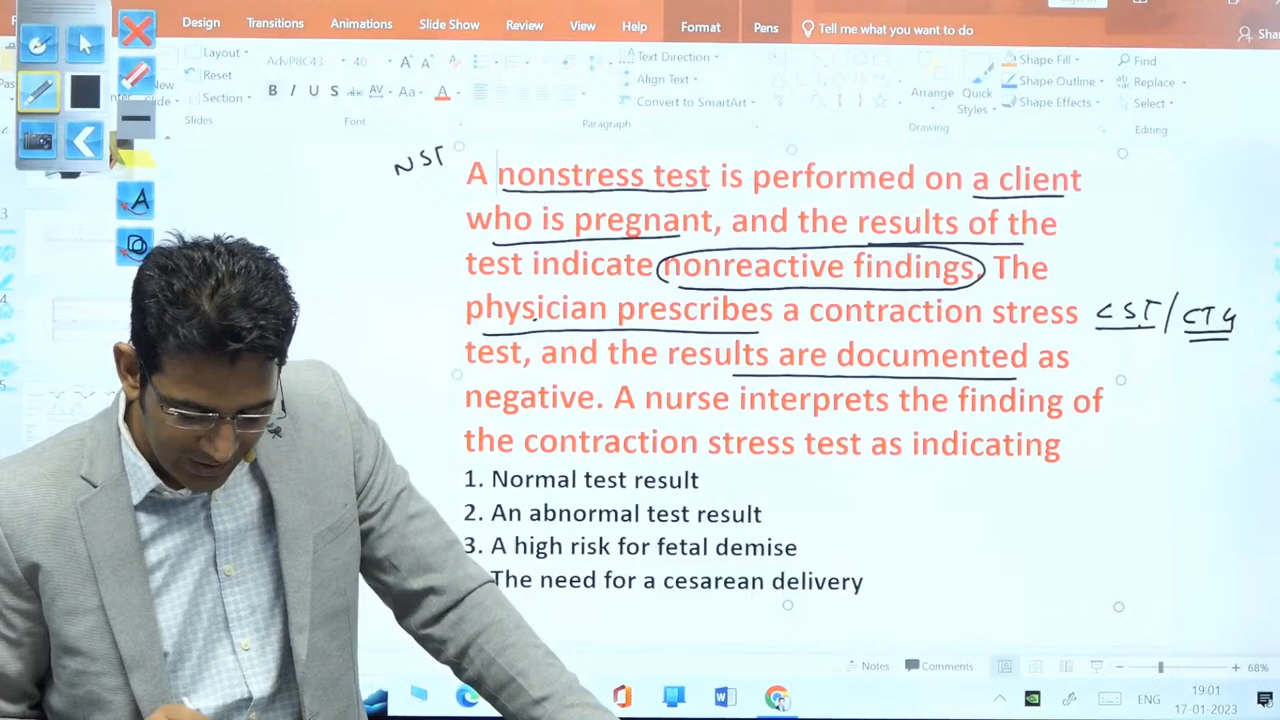 Design Transitions Animations Slide Show Review View Help Format Pens Tell me what you want to do
Layout
Reset
Section
Slides
AdvP8C43 40
B I U S abc AV Aa A
Font
Text Direction
Align Text
Convert to SmartArt
Paragraph
Arrange
Quick Styles
Shape Fill
Shape Outline
Shape Effects
Drawing
Find
Replace
Select
Editing
NST
A nonstress test is performed on a client
who is pregnant, and the results of the
test indicate nonreactive findings. The
physician prescribes a contraction stress
CST/CTG
test, and the results are documented as
negative. A nurse interprets the finding of
the contraction stress test as indicating
1. Normal test result
2. An abnormal test result
3. A high risk for fetal demise
The need for a cesarean delivery
Notes Comments 68%
ENG
19.01
17-01-2023